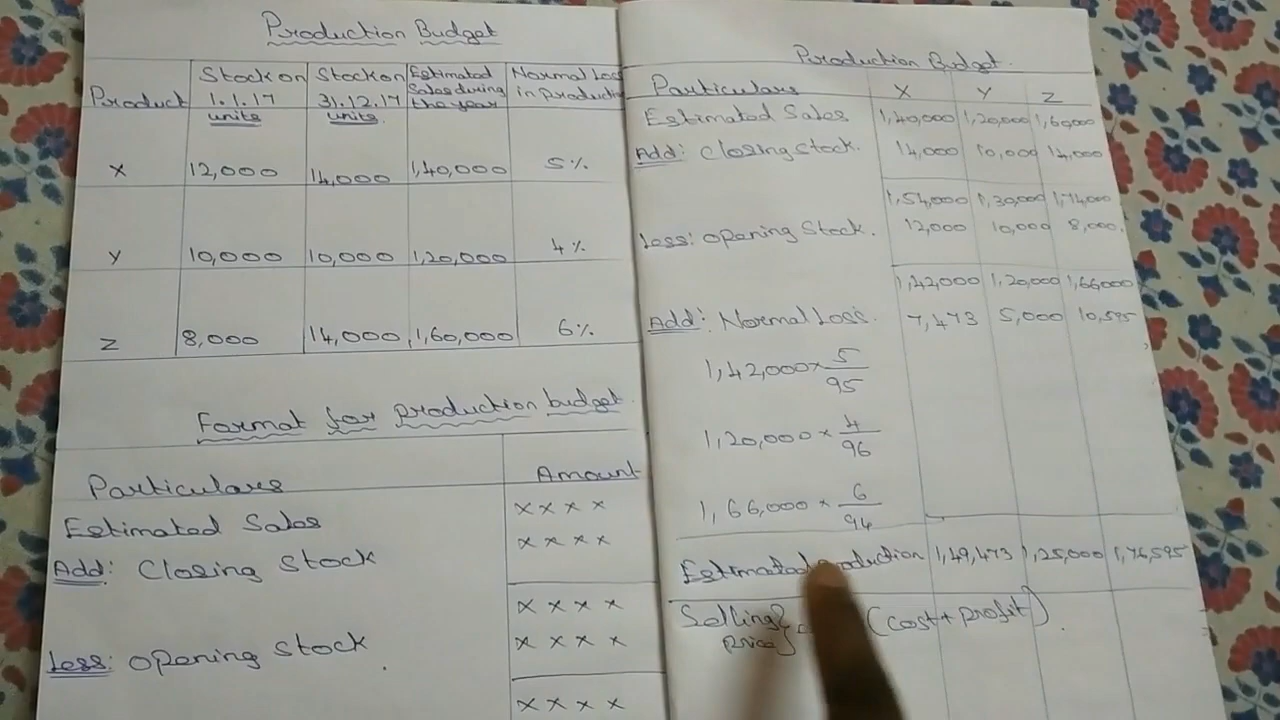 Production Budget
Product
Stock on
1.1.17
units
Stock on
31.12.17
units
Estimated
Sales during
the year
Normal Loss
in production
X 12,000 14,000 1,40,000 5%
Y 10,000 10,000 1,20,000 4%
Z 8,000 14,000 1,60,000 6%
Format for production budget
Particulars Amount
Estimated Sales xxxx
Add: Closing Stock xxxx
xxxx
Less: Opening Stock xxxx
xxxx
Production Budget.
Particulars X Y Z
Estimated Sales 1,40,000 1,20,000 1,60,000
Add: Closing stock. 14,000 10,000 14,000
1,54,000 1,30,000 1,74,000
Less: Opening Stock. 12,000 10,000 8,000.
1,42,000 1,20,000 1,66,000
Add: Normal Loss. 7,473 5,000 10,595
1,42,000 × 5/95
1,20,000 × 4/96
1,66,000 × 6/94
Estimated production 1,49,473 1,25,000 1,76,595
Selling
price} (cost + profit).